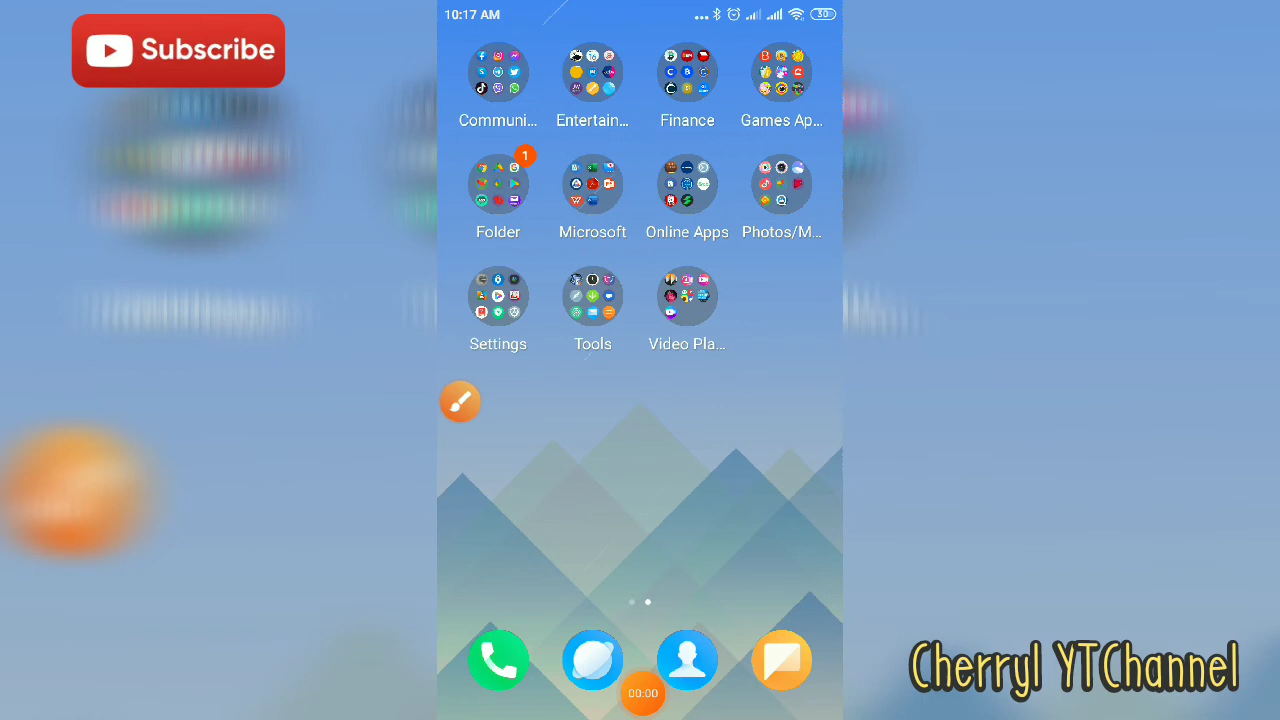 Subscribe
10:17 AM
30
Communi...
Entertain...
Finance
Games Ap...
1
Folder
Microsoft
Online Apps
Photos/M...
Settings
Tools
Video Pla...
00:00
Cherryl YTChannel